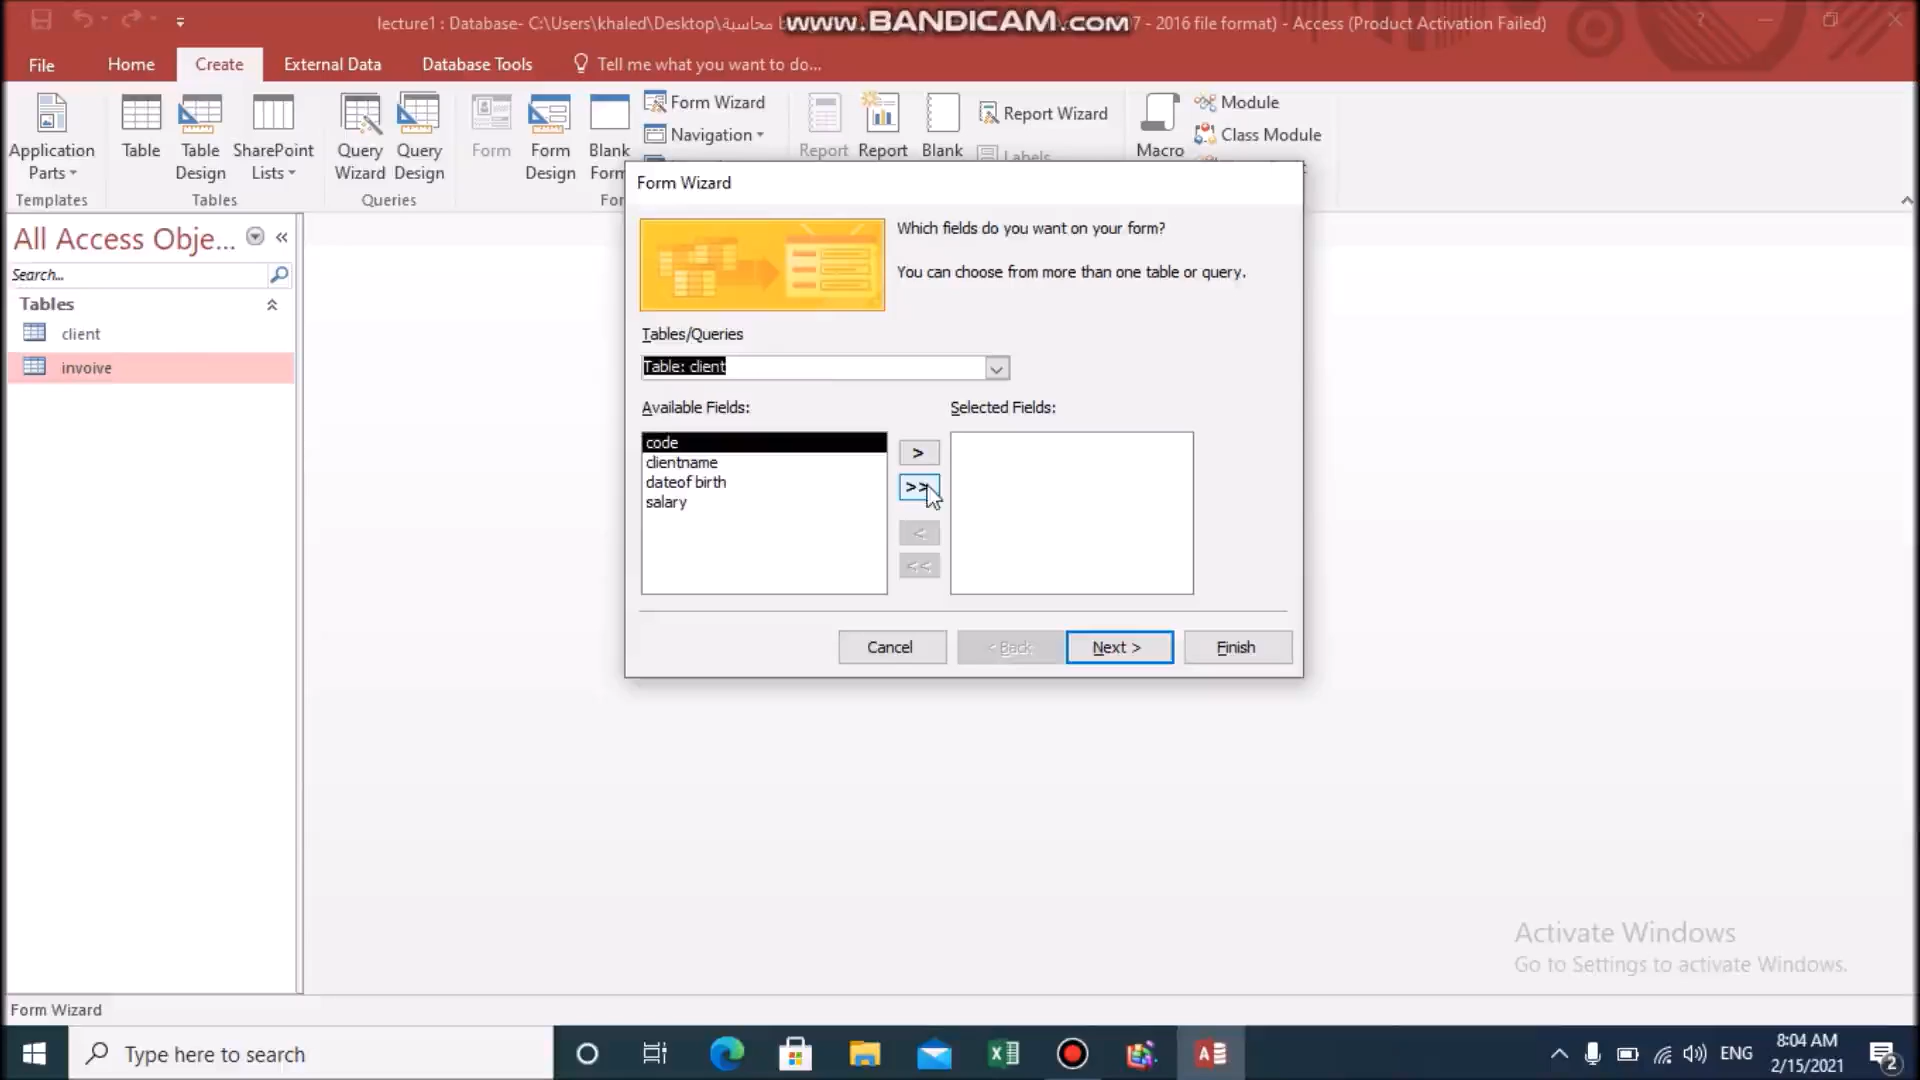 lecture1 : Database- C:\Users\khaled\Desktop\محاسبة
www.BANDICAM.com
7 - 2016 file format) - Access (Product Activation Failed)
File
Home
Create
External Data
Database Tools
Tell me what you want to do...
Application Parts
Table
Table Design
SharePoint Lists
Query Wizard
Query Design
Form
Form Design
Blank Form
Form Wizard
Navigation
Report
Report
Blank
Report Wizard
Labels
Macro
Module
Class Module
Templates
Tables
Queries
All Access Obje...
«
Search...
Tables
client
invoive
Form Wizard
Which fields do you want on your form?
You can choose from more than one table or query.
Tables/Queries
Table: client
Available Fields:
Selected Fields:
code
clientname
dateof birth
salary
>
>>
<
<<
Cancel
< Back
Next >
Finish
Activate Windows
Go to Settings to activate Windows.
Form Wizard
Type here to search
ENG
8:04 AM
2/15/2021
2